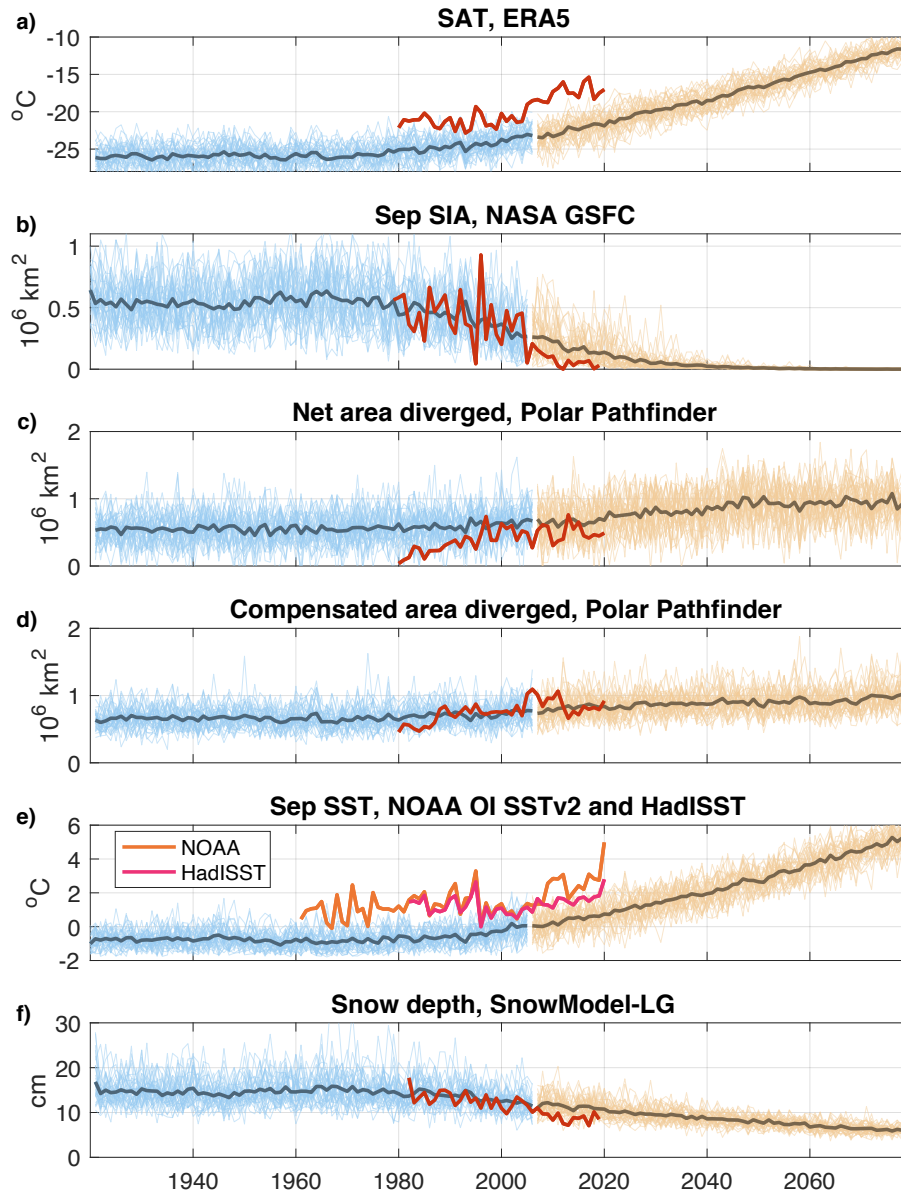 a)
SAT, ERA5
-10
-15
-20
-25
°C
b)
Sep SIA, NASA GSFC
1
0.5
0
10⁶ km²
c)
Net area diverged, Polar Pathfinder
2
1
0
10⁶ km²
d)
Compensated area diverged, Polar Pathfinder
2
1
0
10⁶ km²
e)
Sep SST, NOAA OI SSTv2 and HadISST
6
4
2
0
-2
°C
NOAA
HadISST
f)
Snow depth, SnowModel-LG
30
20
10
0
cm
1940 1960 1980 2000 2020 2040 2060